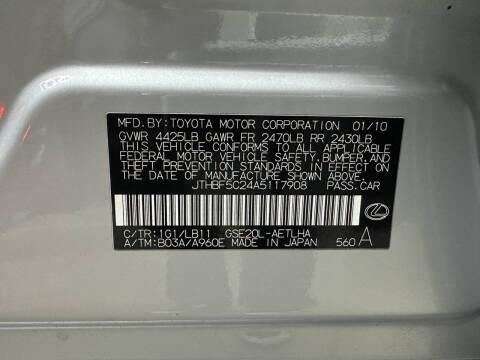 MFD.BY:TOYOTA MOTOR CORPORATION 01/10
GVWR 4425LB GAWR FR 2470LB RR 2430LB
THIS VEHICLE CONFORMS TO ALL APPLICABLE
FEDERAL MOTOR VEHICLE SAFETY,BUMPER,AND
THEFT PREVENTION STANDARDS IN EFFECT ON
THE DATE OF MANUFACTURE SHOWN ABOVE.
JTHBF5C24A5117908 PASS.CAR
C/TR:1G1/LB11 GSE20L-AETLHA
A/TM:B03A/A960E MADE IN JAPAN 560 A